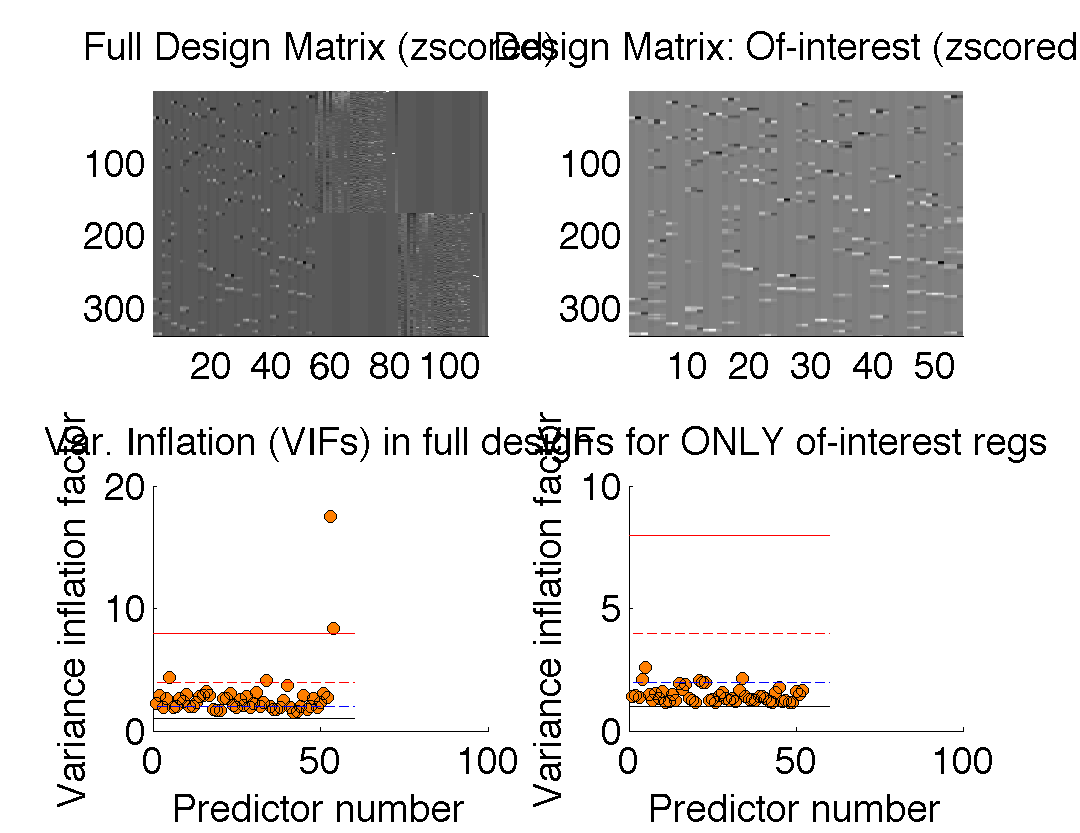 Full Design Matrix (zscored)
Design Matrix: Of-interest (zscored
100
200
300
20 40 60 80 100
100
200
300
10 20 30 40 50
Var. Inflation (VIFs) in full design
VIFs for ONLY of-interest regs
Variance inflation factor
20
10
0
0 50 100
Predictor number
Variance inflation factor
10
5
0
0 50 100
Predictor number